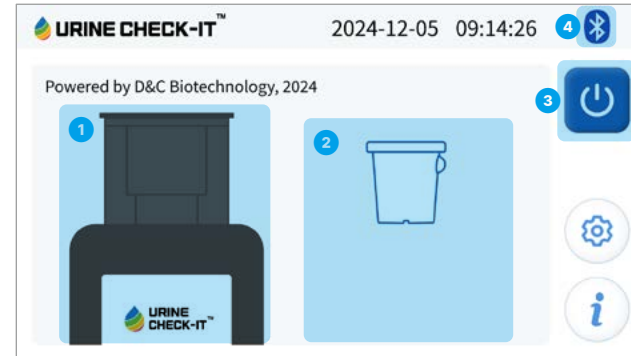 URINE CHECK-IT™ 2024-12-05 09:14:26 4
Powered by D&C Biotechnology, 2024
3
1
2
URINE
CHECK-IT™
i